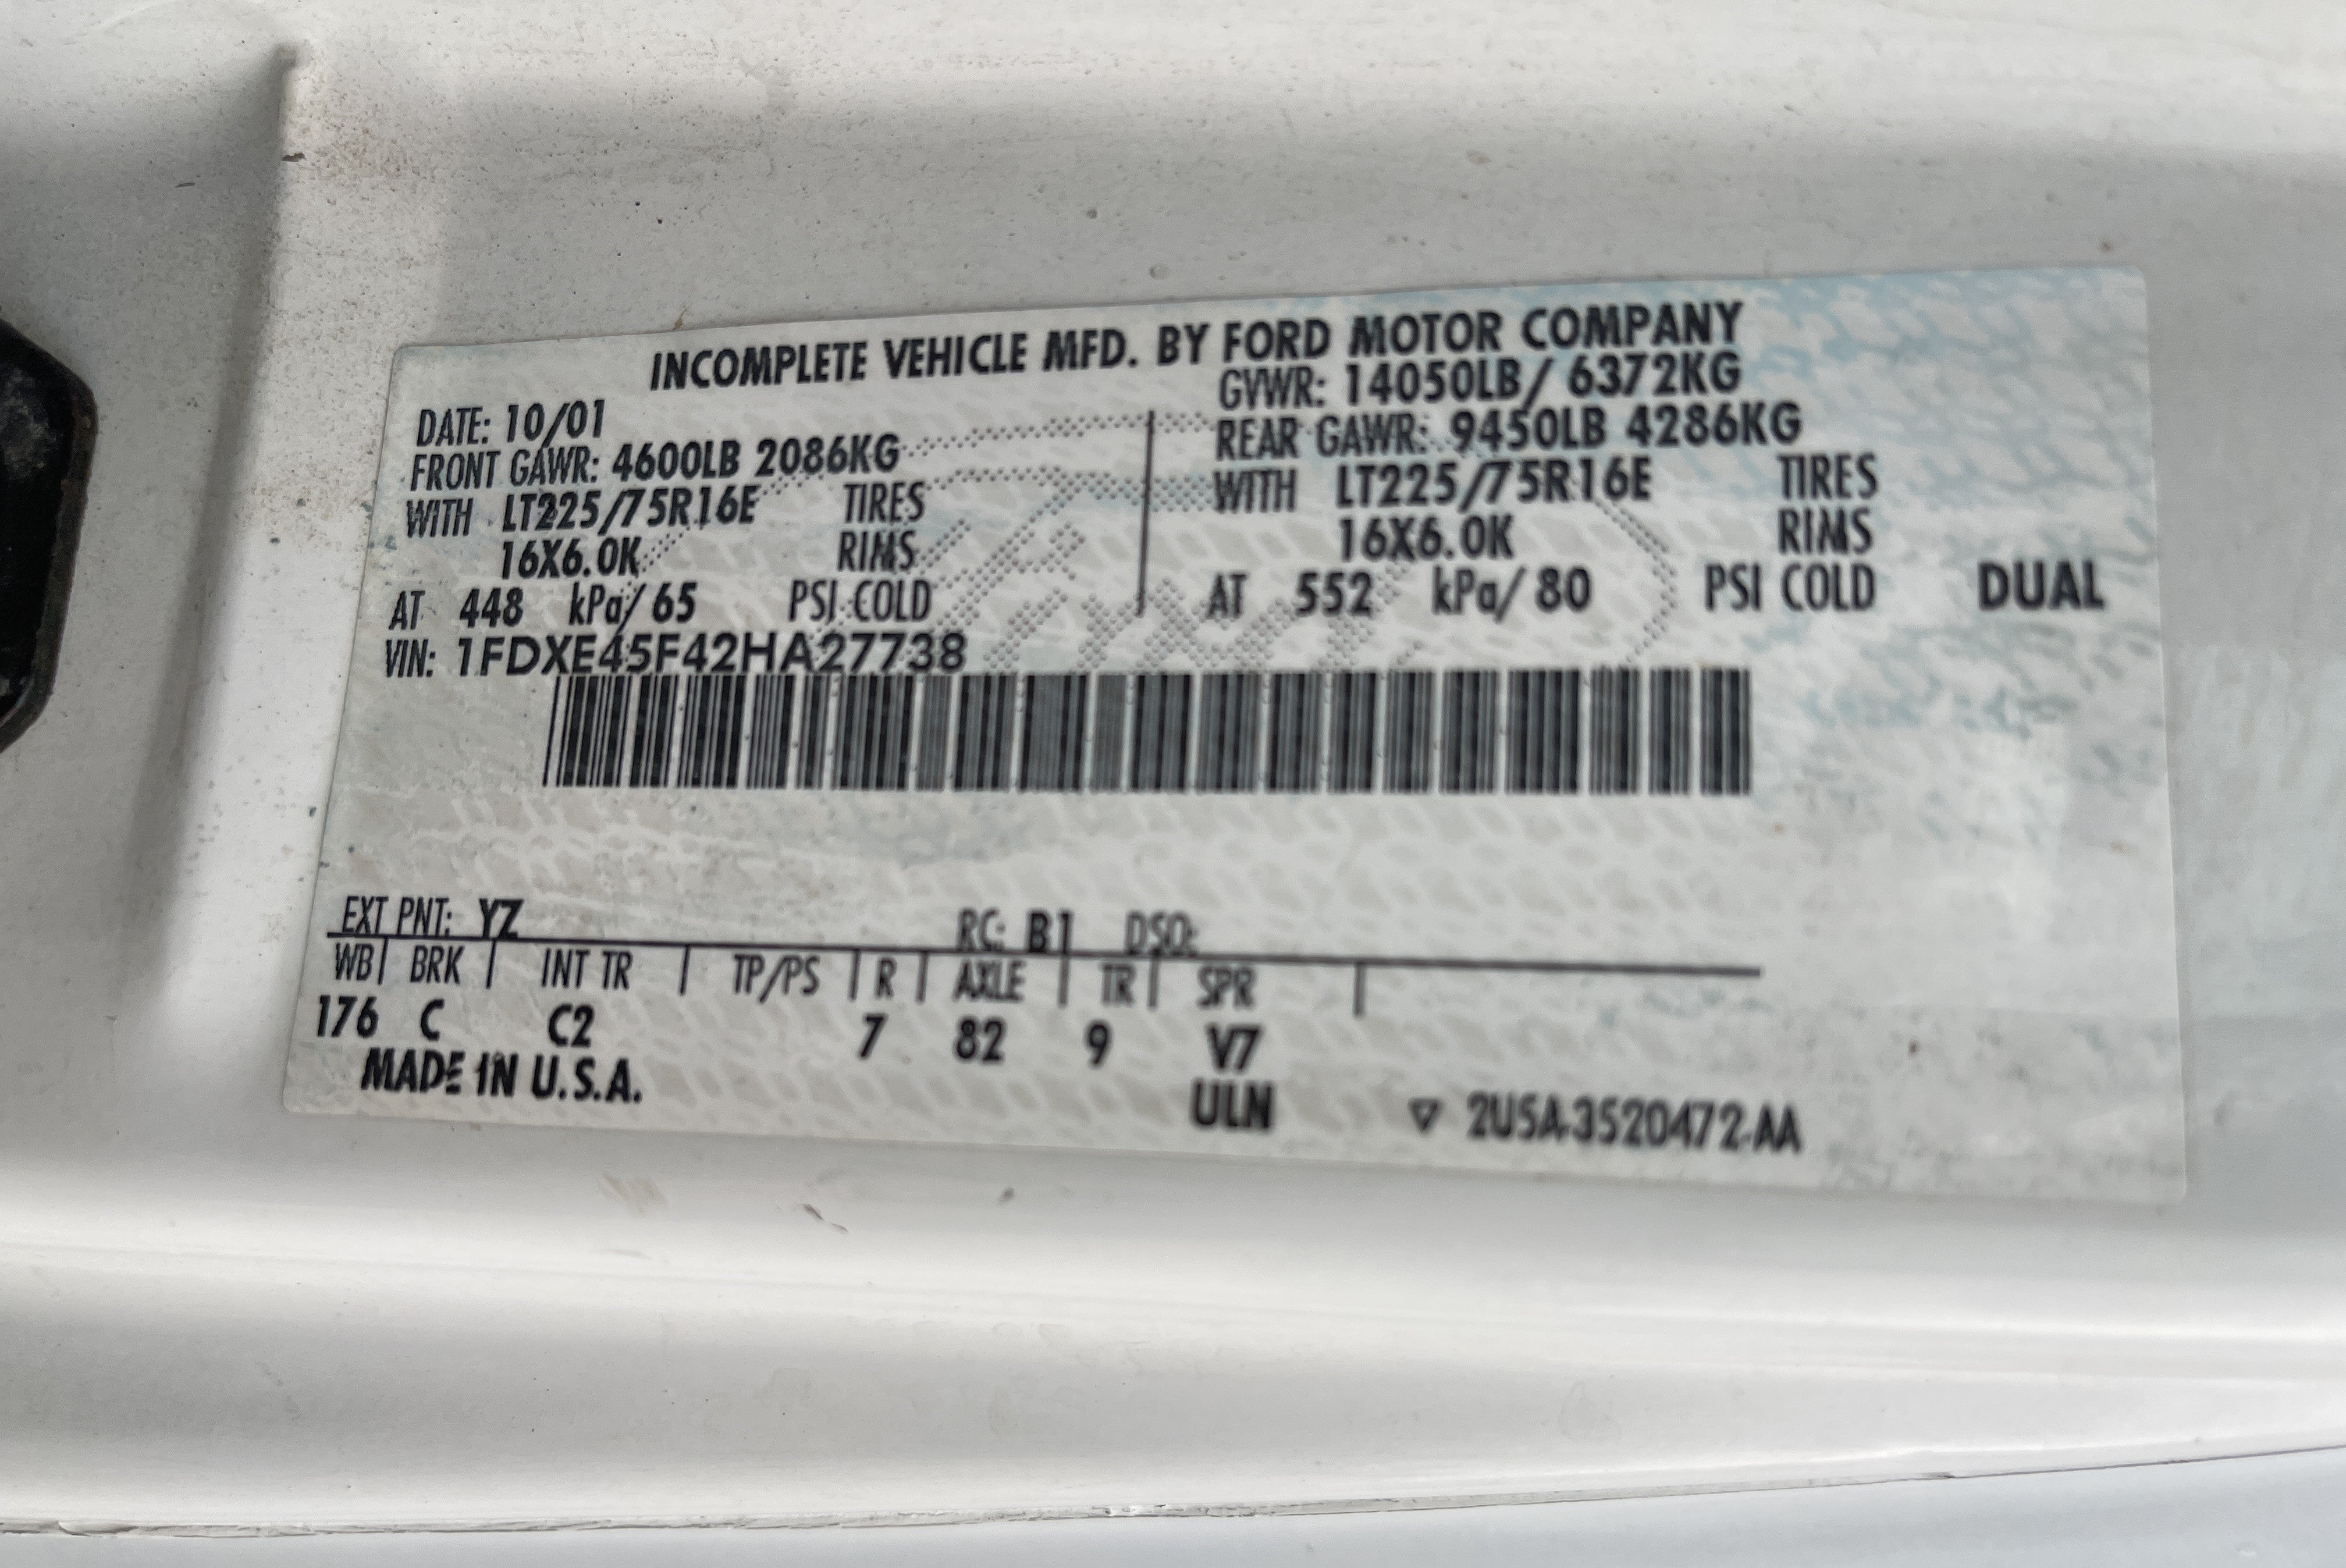 INCOMPLETE VEHICLE MFD. BY FORD MOTOR COMPANY
DATE: 10/01 GVWR: 14050LB/ 6372KG
FRONT GAWR: 4600LB 2086KG REAR GAWR: 9450LB 4286KG
WITH LT225/75R16E TIRES WITH LT225/75R16E TIRES
16X6.0K RIMS 16X6.0K RIMS
AT 448 kPa/ 65 PSI COLD AT 552 kPa/ 80 PSI COLD DUAL
VIN: 1FDXE45F42HA27738
Ford
EXT PNT: YZ RC: B1 DSO:
WB BRK INT TR TP/PS R AXLE TR SPR
176 C C2 7 82 9 V7
MADE IN U.S.A. ULN ▽ 2U5A-3520472-AA